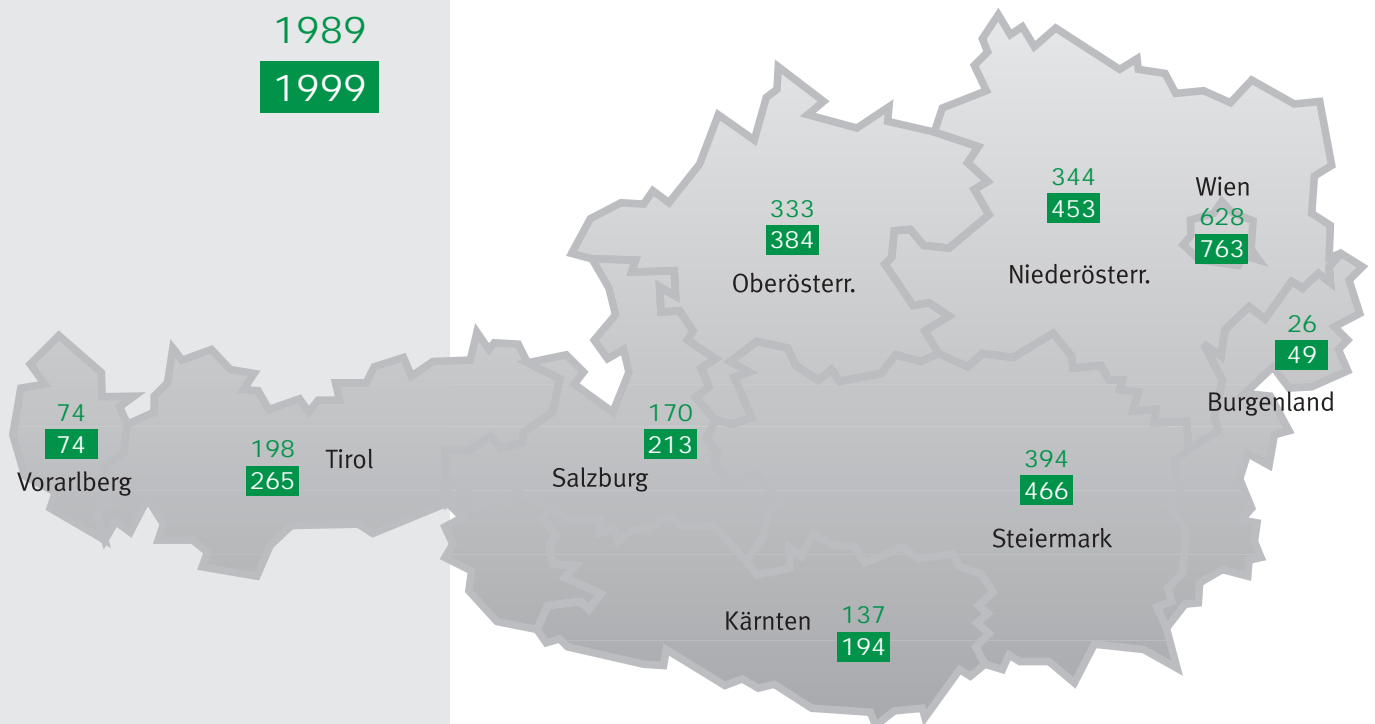 1989
1999
344
453
Wien
628
763
333
384
Oberösterr.
Niederösterr.
26
49
Burgenland
74
74
Vorarlberg
198
265
Tirol
170
213
Salzburg
394
466
Steiermark
Kärnten
137
194